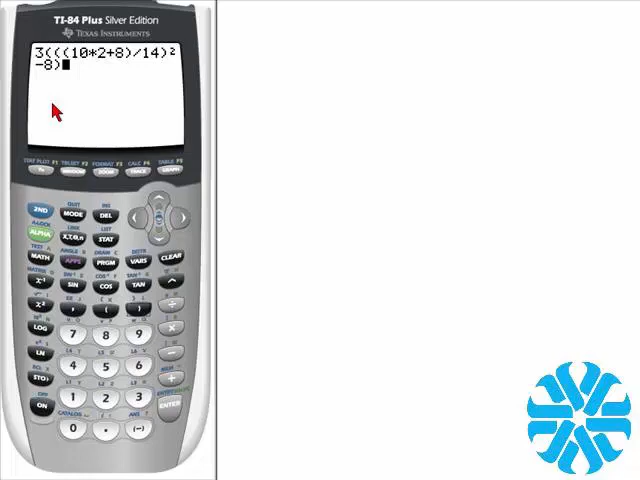 TI-84 Plus Silver Edition
TEXAS INSTRUMENTS
3(((10*2+8)/14)²
-8)
STAT PLOT F1 TBLSET F2 FORMAT F3 CALC F4 TABLE F5
Y= WINDOW ZOOM TRACE GRAPH
QUIT INS
2ND MODE DEL
A-LOCK LINK LIST
ALPHA X,T,θ,n STAT
TEST A ANGLE B DRAW C DISTR
MATH APPS PRGM VARS CLEAR
MATRIX D SIN⁻¹ E COS⁻¹ F TAN⁻¹ G π H
x⁻¹ SIN COS TAN ^
x² , ( ) ÷
LOG 7 8 9 ×
LN 4 5 6 −
RCL X L1 Y L2 Z L3
STO▸ 1 2 3 +
OFF CATALOG ANS ?
ON 0 . (−) ENTER